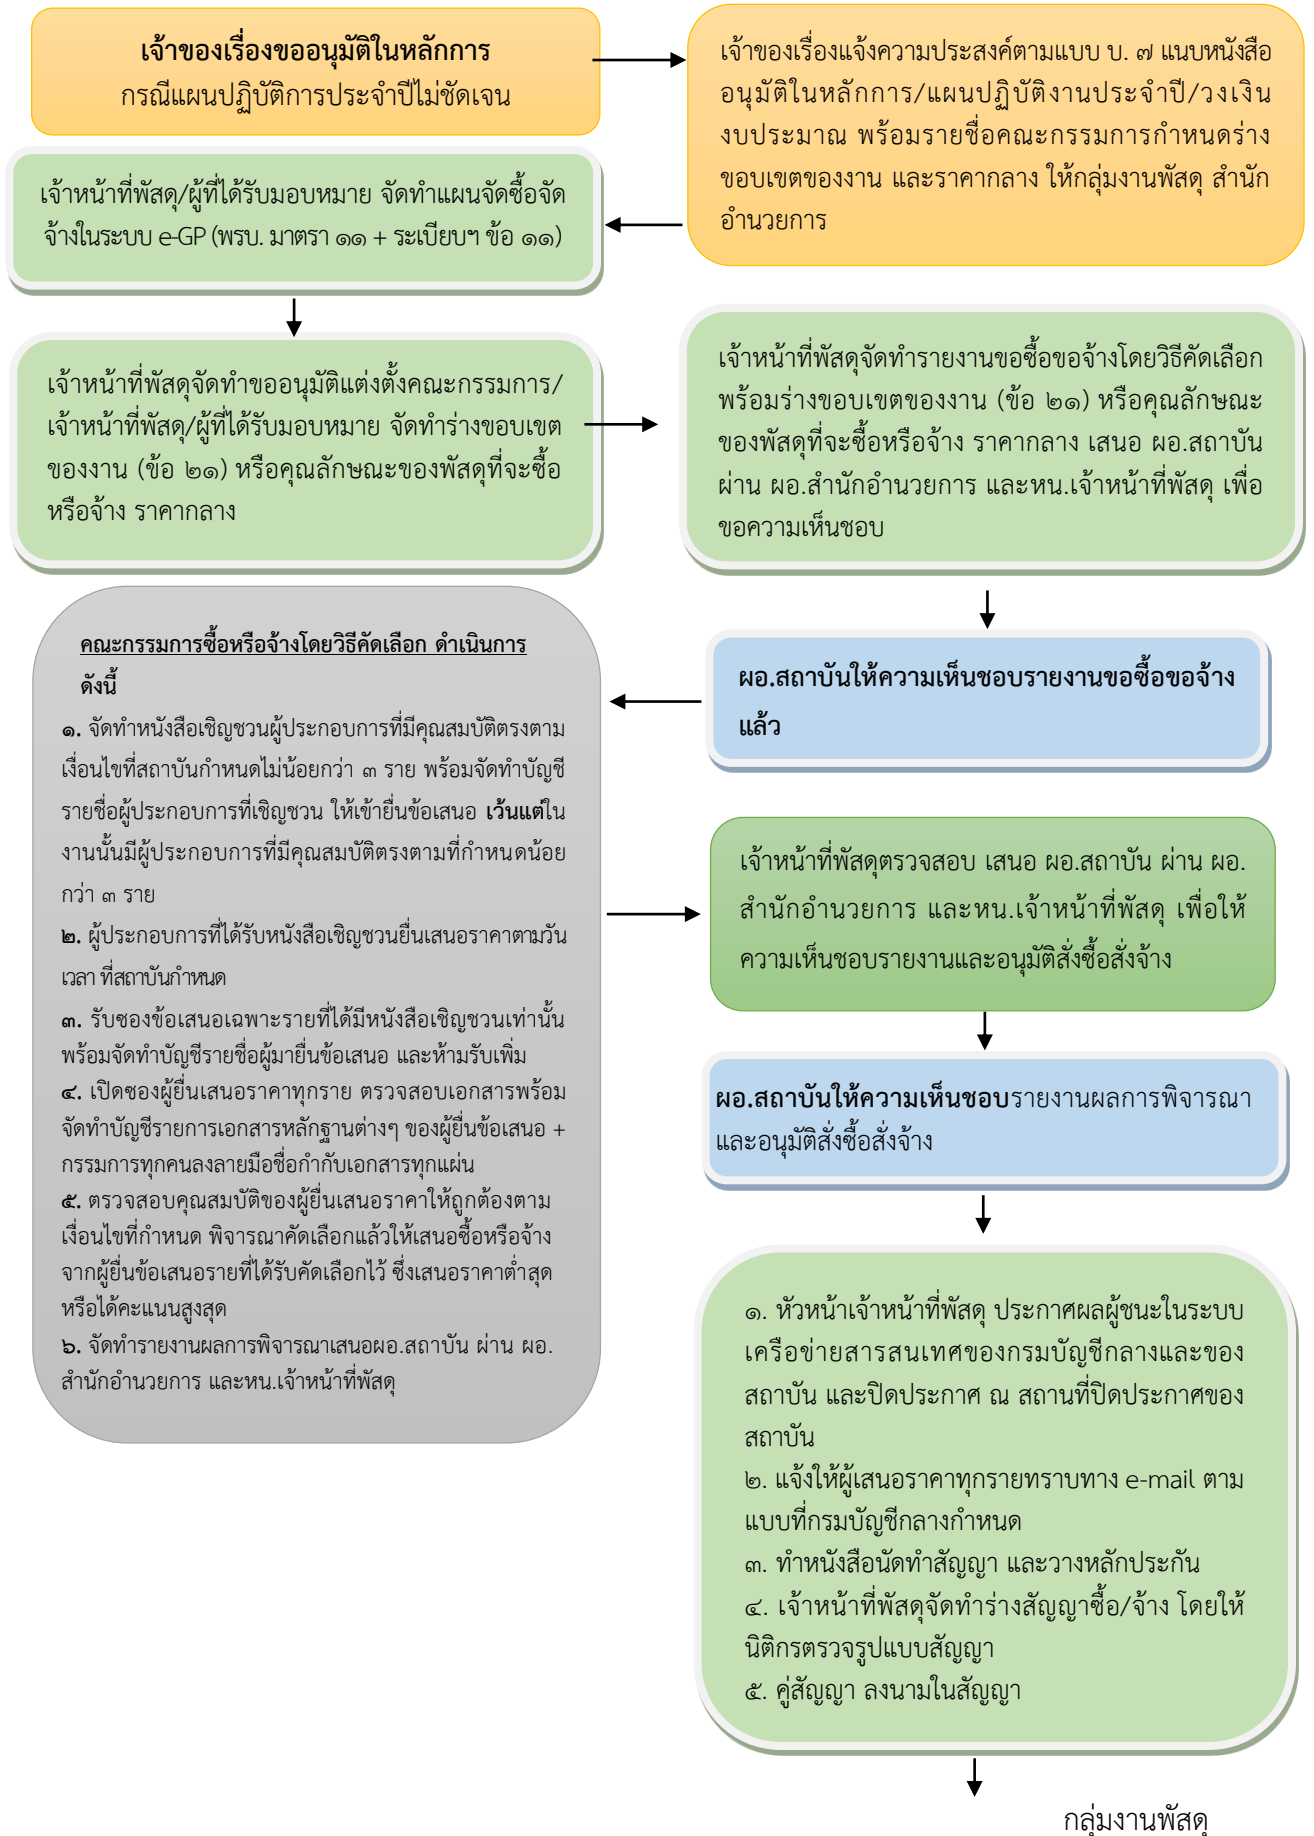 เจ้าของเรื่องขออนุมัติในหลักการ
กรณีแผนปฏิบัติการประจำปีไม่ชัดเจน
เจ้าของเรื่องแจ้งความประสงค์ตามแบบ บ. ๗ แนบหนังสือ
อนุมัติในหลักการ/แผนปฏิบัติงานประจำปี/วงเงิน
งบประมาณ พร้อมรายชื่อคณะกรรมการกำหนดร่าง
ขอบเขตของงาน และราคากลาง ให้กลุ่มงานพัสดุ สำนัก
อำนวยการ
เจ้าหน้าที่พัสดุ/ผู้ที่ได้รับมอบหมาย จัดทำแผนจัดซื้อจัด
จ้างในระบบ e-GP (พรบ. มาตรา ๑๑ + ระเบียบฯ ข้อ ๑๑)
เจ้าหน้าที่พัสดุจัดทำขออนุมัติแต่งตั้งคณะกรรมการ/
เจ้าหน้าที่พัสดุ/ผู้ที่ได้รับมอบหมาย จัดทำร่างขอบเขต
ของงาน (ข้อ ๒๑) หรือคุณลักษณะของพัสดุที่จะซื้อ
หรือจ้าง ราคากลาง
เจ้าหน้าที่พัสดุจัดทำรายงานขอซื้อขอจ้างโดยวิธีคัดเลือก
พร้อมร่างขอบเขตของงาน (ข้อ ๒๑) หรือคุณลักษณะ
ของพัสดุที่จะซื้อหรือจ้าง ราคากลาง เสนอ ผอ.สถาบัน
ผ่าน ผอ.สำนักอำนวยการ และหน.เจ้าหน้าที่พัสดุ เพื่อ
ขอความเห็นชอบ
ผอ.สถาบันให้ความเห็นชอบรายงานขอซื้อขอจ้าง
แล้ว
คณะกรรมการซื้อหรือจ้างโดยวิธีคัดเลือก ดำเนินการ
ดังนี้
๑. จัดทำหนังสือเชิญชวนผู้ประกอบการที่มีคุณสมบัติตรงตาม
เงื่อนไขที่สถาบันกำหนดไม่น้อยกว่า ๓ ราย พร้อมจัดทำบัญชี
รายชื่อผู้ประกอบการที่เชิญชวน ให้เข้ายื่นข้อเสนอ เว้นแต่ใน
งานนั้นมีผู้ประกอบการที่มีคุณสมบัติตรงตามที่กำหนดน้อย
กว่า ๓ ราย
๒. ผู้ประกอบการที่ได้รับหนังสือเชิญชวนยื่นเสนอราคาตามวัน
เวลา ที่สถาบันกำหนด
๓. รับซองข้อเสนอเฉพาะรายที่ได้มีหนังสือเชิญชวนเท่านั้น
พร้อมจัดทำบัญชีรายชื่อผู้มายื่นข้อเสนอ และห้ามรับเพิ่ม
๔. เปิดซองผู้ยื่นเสนอราคาทุกราย ตรวจสอบเอกสารพร้อม
จัดทำบัญชีรายการเอกสารหลักฐานต่างๆ ของผู้ยื่นข้อเสนอ +
กรรมการทุกคนลงลายมือชื่อกำกับเอกสารทุกแผ่น
๕. ตรวจสอบคุณสมบัติของผู้ยื่นเสนอราคาให้ถูกต้องตาม
เงื่อนไขที่กำหนด พิจารณาคัดเลือกแล้วให้เสนอซื้อหรือจ้าง
จากผู้ยื่นข้อเสนอรายที่ได้รับคัดเลือกไว้ ซึ่งเสนอราคาต่ำสุด
หรือได้คะแนนสูงสุด
๖. จัดทำรายงานผลการพิจารณาเสนอผอ.สถาบัน ผ่าน ผอ.
สำนักอำนวยการ และหน.เจ้าหน้าที่พัสดุ
เจ้าหน้าที่พัสดุตรวจสอบ เสนอ ผอ.สถาบัน ผ่าน ผอ.
สำนักอำนวยการ และหน.เจ้าหน้าที่พัสดุ เพื่อให้
ความเห็นชอบรายงานและอนุมัติสั่งซื้อสั่งจ้าง
ผอ.สถาบันให้ความเห็นชอบรายงานผลการพิจารณา
และอนุมัติสั่งซื้อสั่งจ้าง
๑. หัวหน้าเจ้าหน้าที่พัสดุ ประกาศผลผู้ชนะในระบบ
เครือข่ายสารสนเทศของกรมบัญชีกลางและของ
สถาบัน และปิดประกาศ ณ สถานที่ปิดประกาศของ
สถาบัน
๒. แจ้งให้ผู้เสนอราคาทุกรายทราบทาง e-mail ตาม
แบบที่กรมบัญชีกลางกำหนด
๓. ทำหนังสือนัดทำสัญญา และวางหลักประกัน
๔. เจ้าหน้าที่พัสดุจัดทำร่างสัญญาซื้อ/จ้าง โดยให้
นิติกรตรวจรูปแบบสัญญา
๕. คู่สัญญา ลงนามในสัญญา
กลุ่มงานพัสดุ